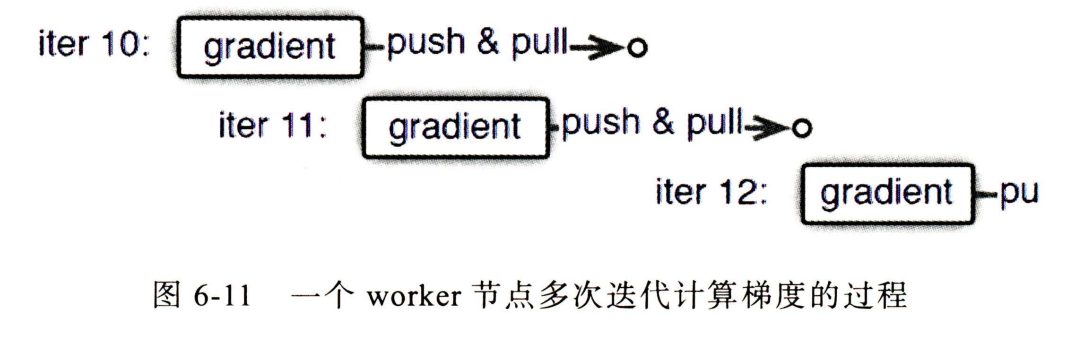 iter 10: gradient push & pull
iter 11: gradient push & pull
iter 12: gradient pu
图 6-11 一个 worker 节点多次迭代计算梯度的过程